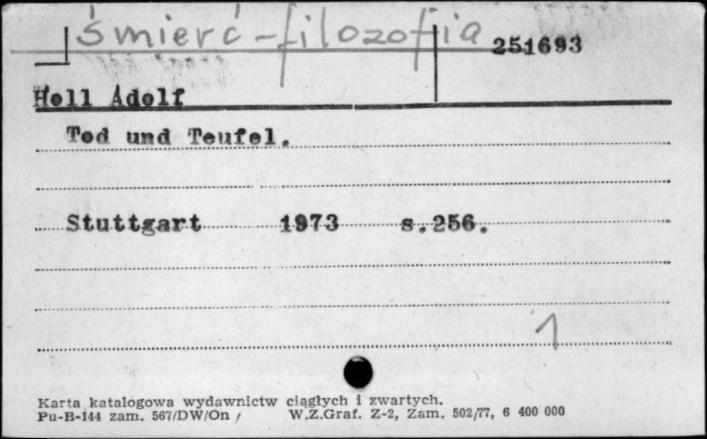 śmierć - filozofia
251693
Holl Adolf
Tod und Teufel.
Stuttgart 1973 s.256.
1
Karta katalogowa wydawnictw ciągłych i zwartych.
Pu-B-144 zam. 567/DW/On / W.Z.Graf. Z-2, Zam. 502/77, 6 400 000